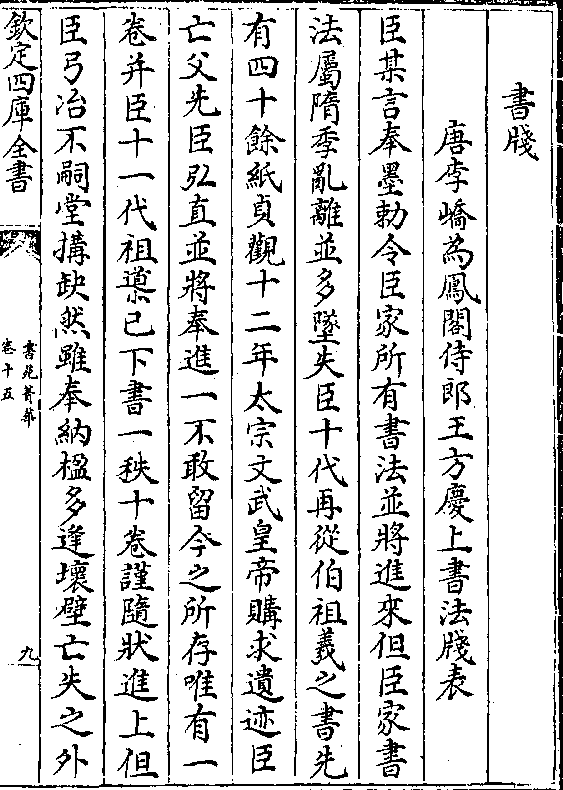 書牋
唐李嶠為鳳閣侍郎王方慶上書法牋表
臣某言奉墨勅令臣家所有書法並將進來但臣家書
法屬隋季亂離並多墜失臣十代再從伯祖羲之書先
有四十餘紙貞觀十二年太宗文武皇帝購求遺迹臣
亡父先臣弘直並將奉進一不敢留今之所存唯有一
卷并臣十一代祖導已下書一秩十卷謹隨狀進上但
臣弓冶不嗣堂搆缺然雖奉納楹多逢壞壁亡失之外
欽定四庫全書
書苑菁華
卷十五
九